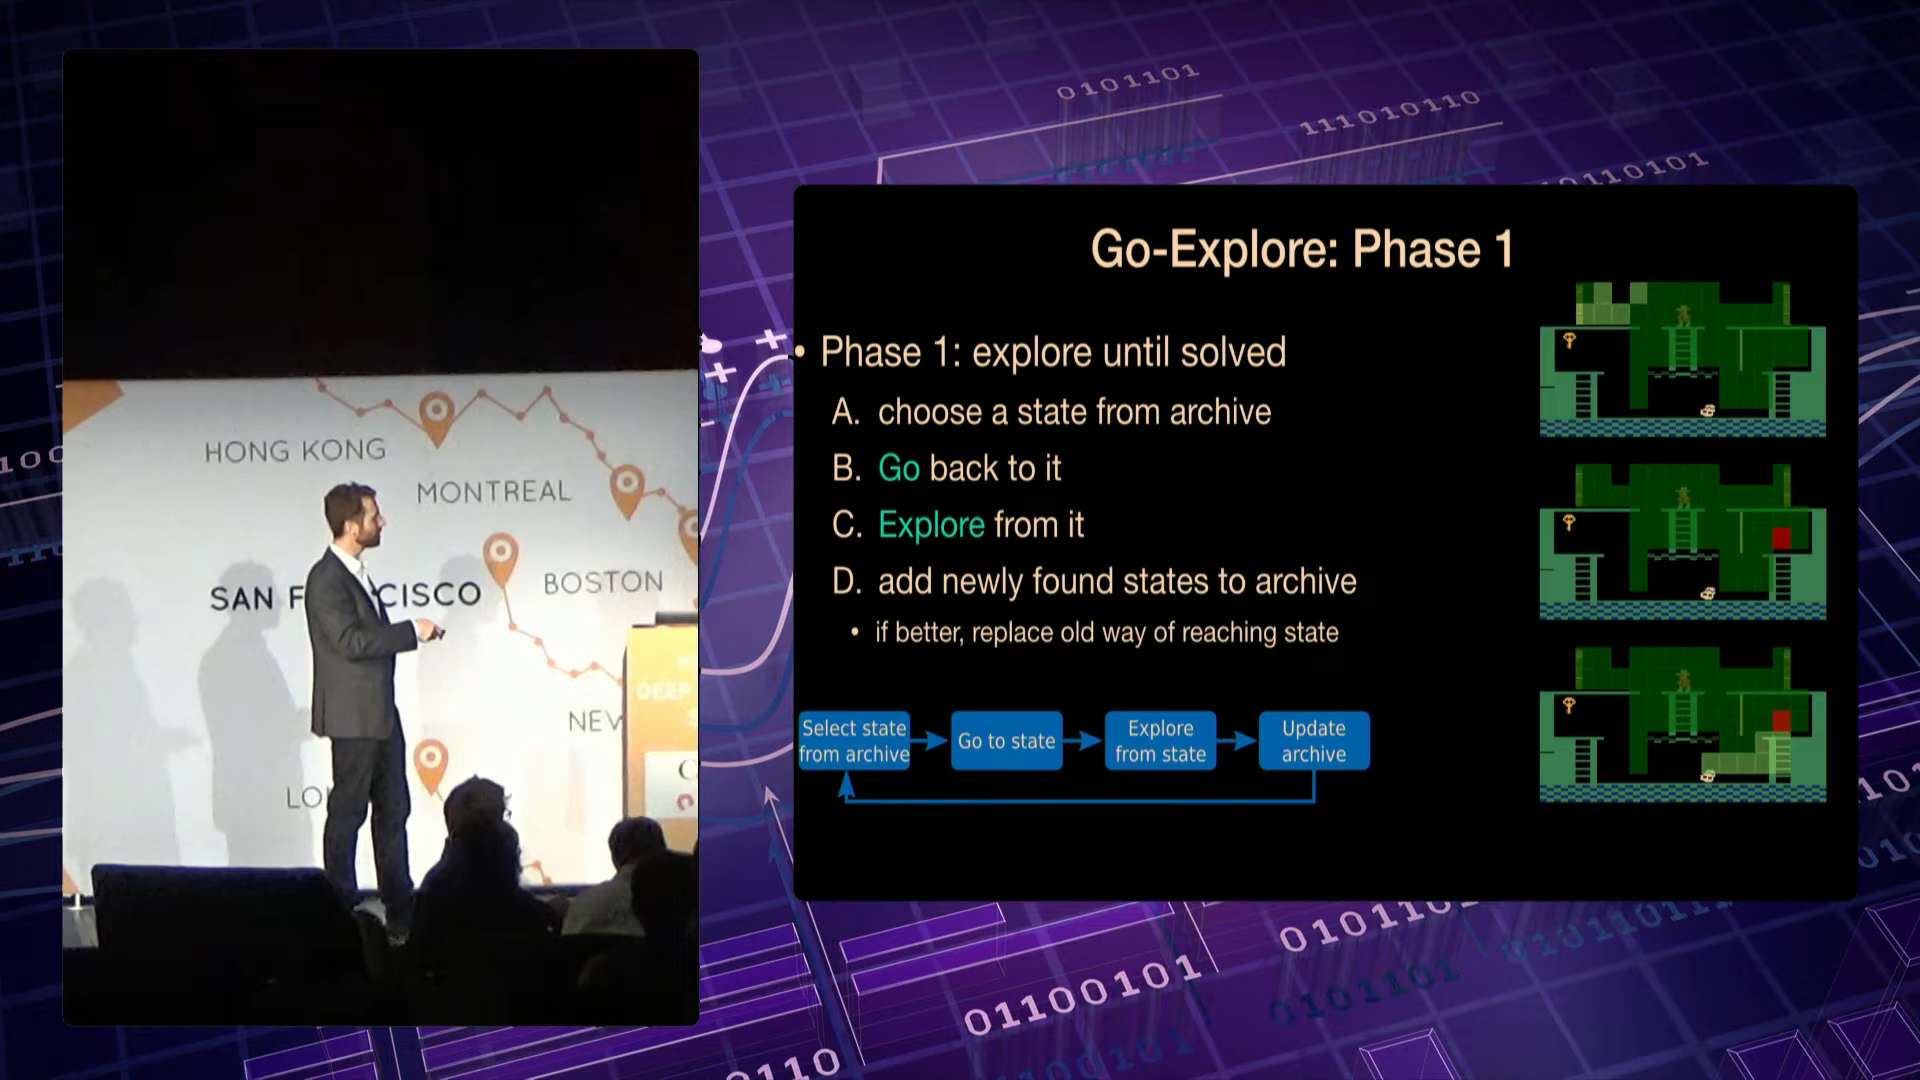 HONG KONG
MONTREAL
SAN F CISCO
BOSTON
DEEP
Go-Explore: Phase 1
• Phase 1: explore until solved
A. choose a state from archive
B. Go back to it
C. Explore from it
D. add newly found states to archive
• if better, replace old way of reaching state
Select state from archive
Go to state
Explore from state
Update archive
0101101
111010110
01100101